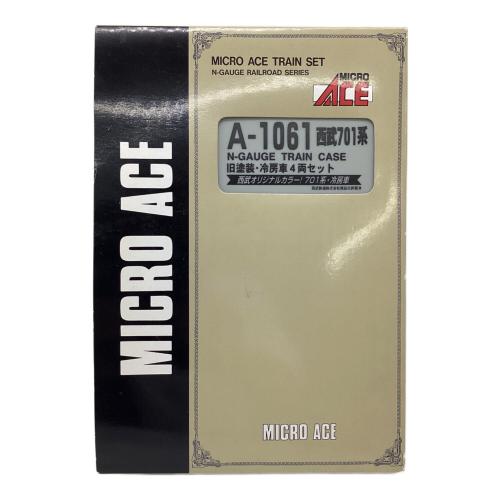 MICRO ACE
MICRO ACE TRAIN SET
N-GAUGE RAILROAD SERIES
MICRO
ACE
A-1061 西武701系
N-GAUGE TRAIN CASE
旧塗装・冷房車4両セット
西武オリジナルカラー!701系・冷房車
MICRO ACE